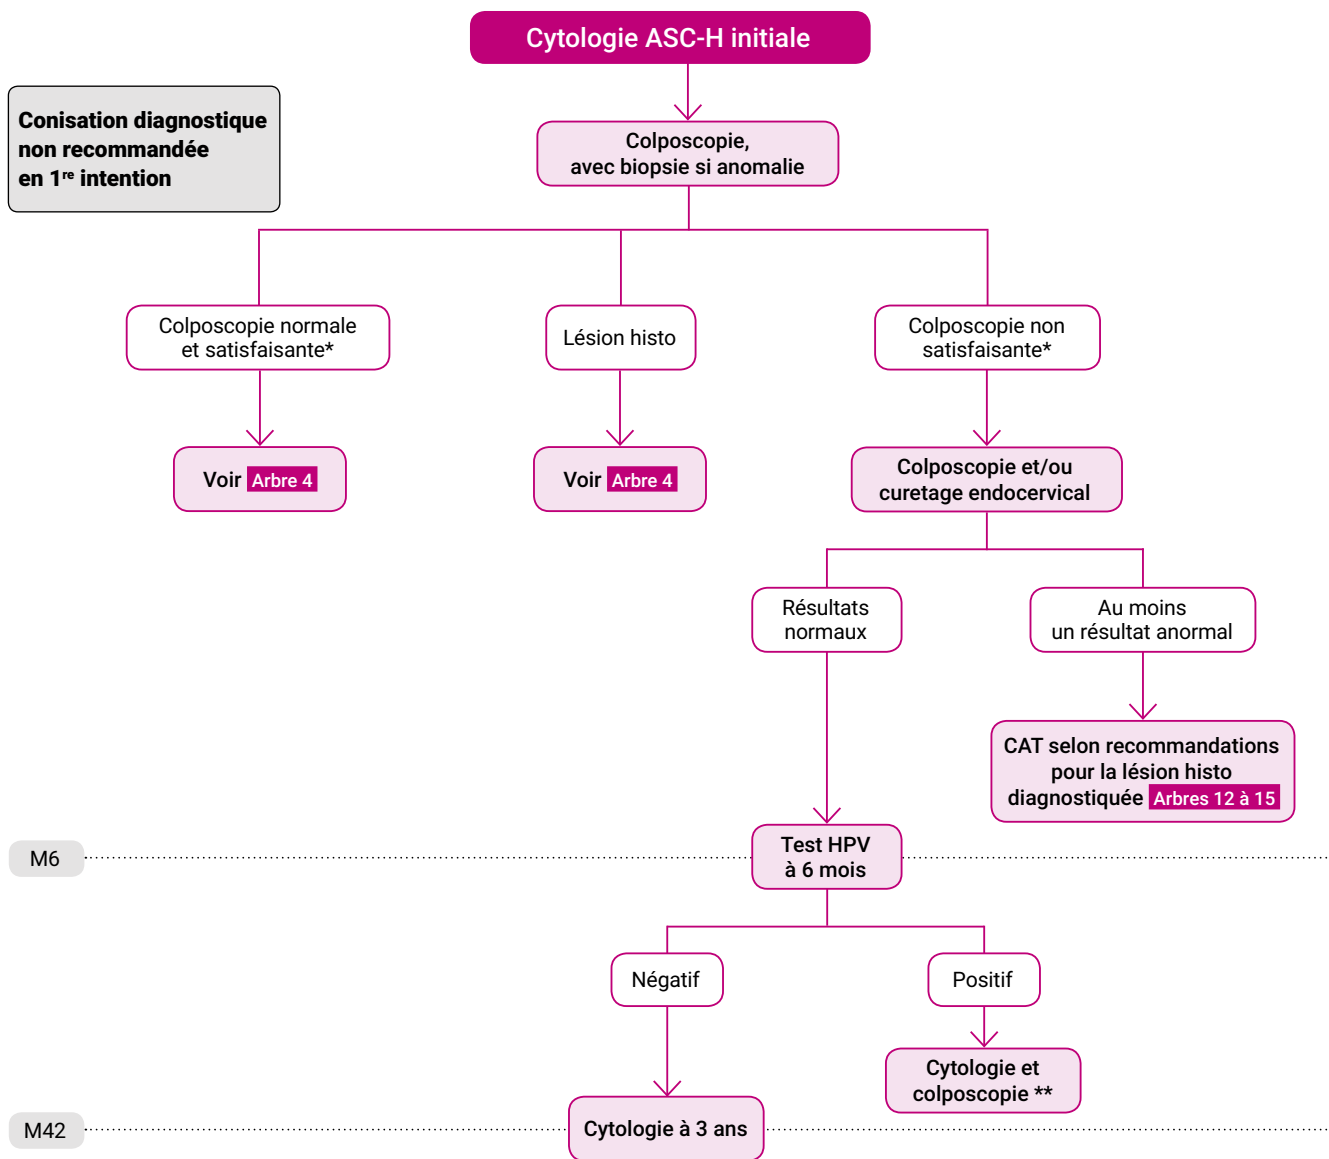 Cytologie ASC-H initiale
Conisation diagnostique
non recommandée
en 1re intention
Colposcopie,
avec biopsie si anomalie
Colposcopie normale
et satisfaisante*
Lésion histo
Colposcopie non
satisfaisante*
Voir Arbre 4
Voir Arbre 4
Colposcopie et/ou
curetage endocervical
Résultats
normaux
Au moins
un résultat anormal
CAT selon recommandations
pour la lésion histo
diagnostiquée Arbres 12 à 15
M6
Test HPV
à 6 mois
Négatif
Positif
Cytologie et
colposcopie **
M42
Cytologie à 3 ans